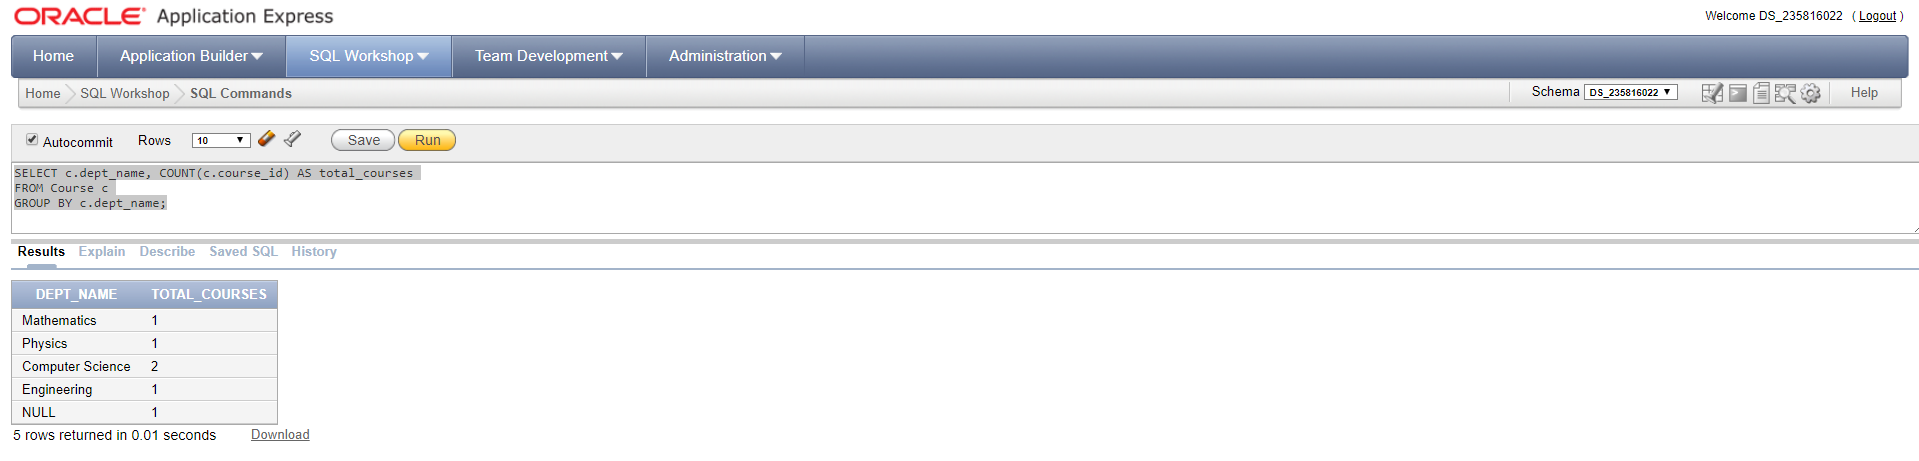 ORACLE® Application Express
Welcome DS_235816022 ( Logout )
Home Application Builder SQL Workshop Team Development Administration
Home SQL Workshop SQL Commands Schema DS_235816022 Help
Autocommit Rows 10 Save Run
SELECT c.dept_name, COUNT(c.course_id) AS total_courses
FROM Course c
GROUP BY c.dept_name;
Results Explain Describe Saved SQL History
DEPT_NAME TOTAL_COURSES
Mathematics 1
Physics 1
Computer Science 2
Engineering 1
NULL 1
5 rows returned in 0.01 seconds Download